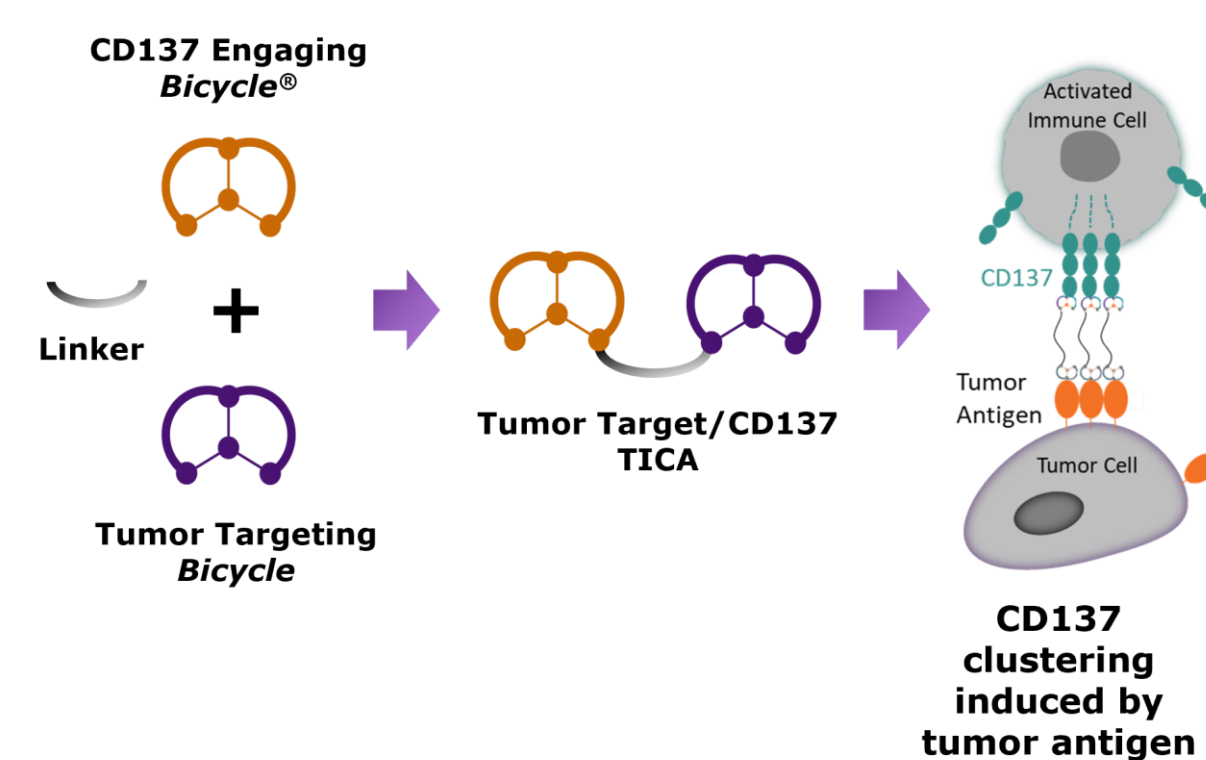 CD137 Engaging
Bicycle®
Linker
+
Tumor Targeting
Bicycle
Tumor Target/CD137
TICA
Activated
Immune Cell
CD137
Tumor
Antigen
Tumor Cell
CD137
clustering
induced by
tumor antigen